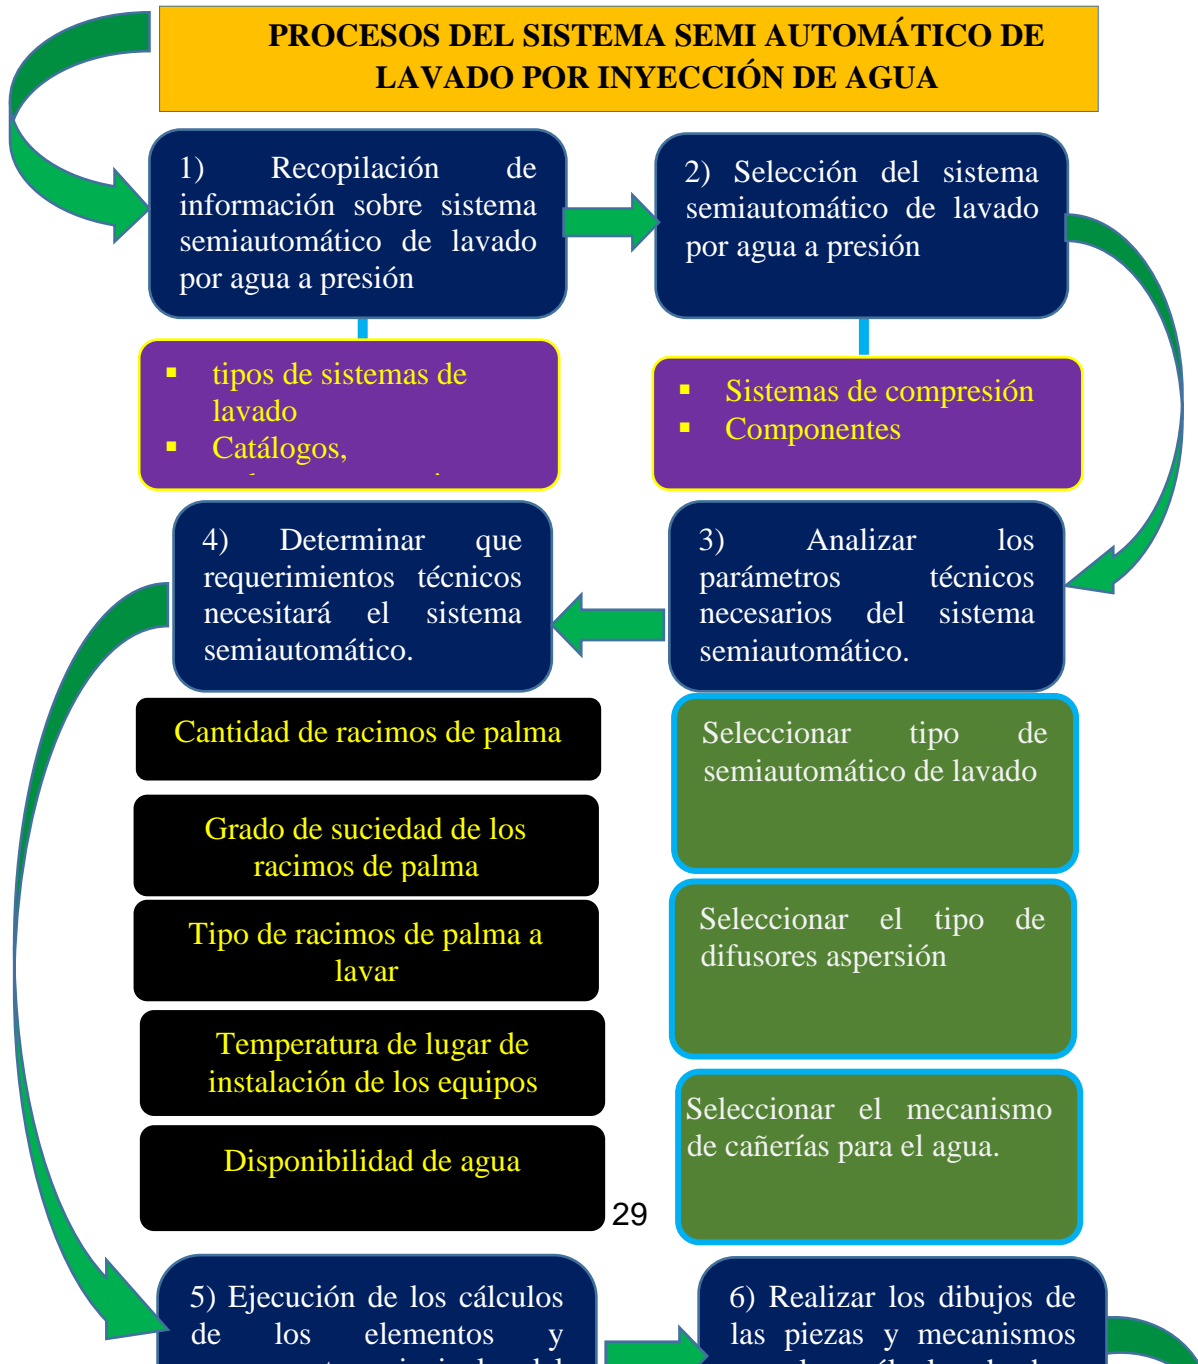 PROCESOS DEL SISTEMA SEMI AUTOMÁTICO DE
LAVADO POR INYECCIÓN DE AGUA
1) Recopilación de
información sobre sistema
semiautomático de lavado
por agua a presión
2) Selección del sistema
semiautomático de lavado
por agua a presión
▪ tipos de sistemas de
lavado
▪ Catálogos,
▪ Sistemas de compresión
▪ Componentes
3) Analizar los
parámetros técnicos
necesarios del sistema
semiautomático.
Seleccionar tipo de
semiautomático de lavado
Seleccionar el tipo de
difusores aspersión
Seleccionar el mecanismo
de cañerías para el agua.
4) Determinar que
requerimientos técnicos
necesitará el sistema
semiautomático.
Cantidad de racimos de palma
Grado de suciedad de los
racimos de palma
Tipo de racimos de palma a
lavar
Temperatura de lugar de
instalación de los equipos
Disponibilidad de agua
29
5) Ejecución de los cálculos
de los elementos y
6) Realizar los dibujos de
las piezas y mecanismos